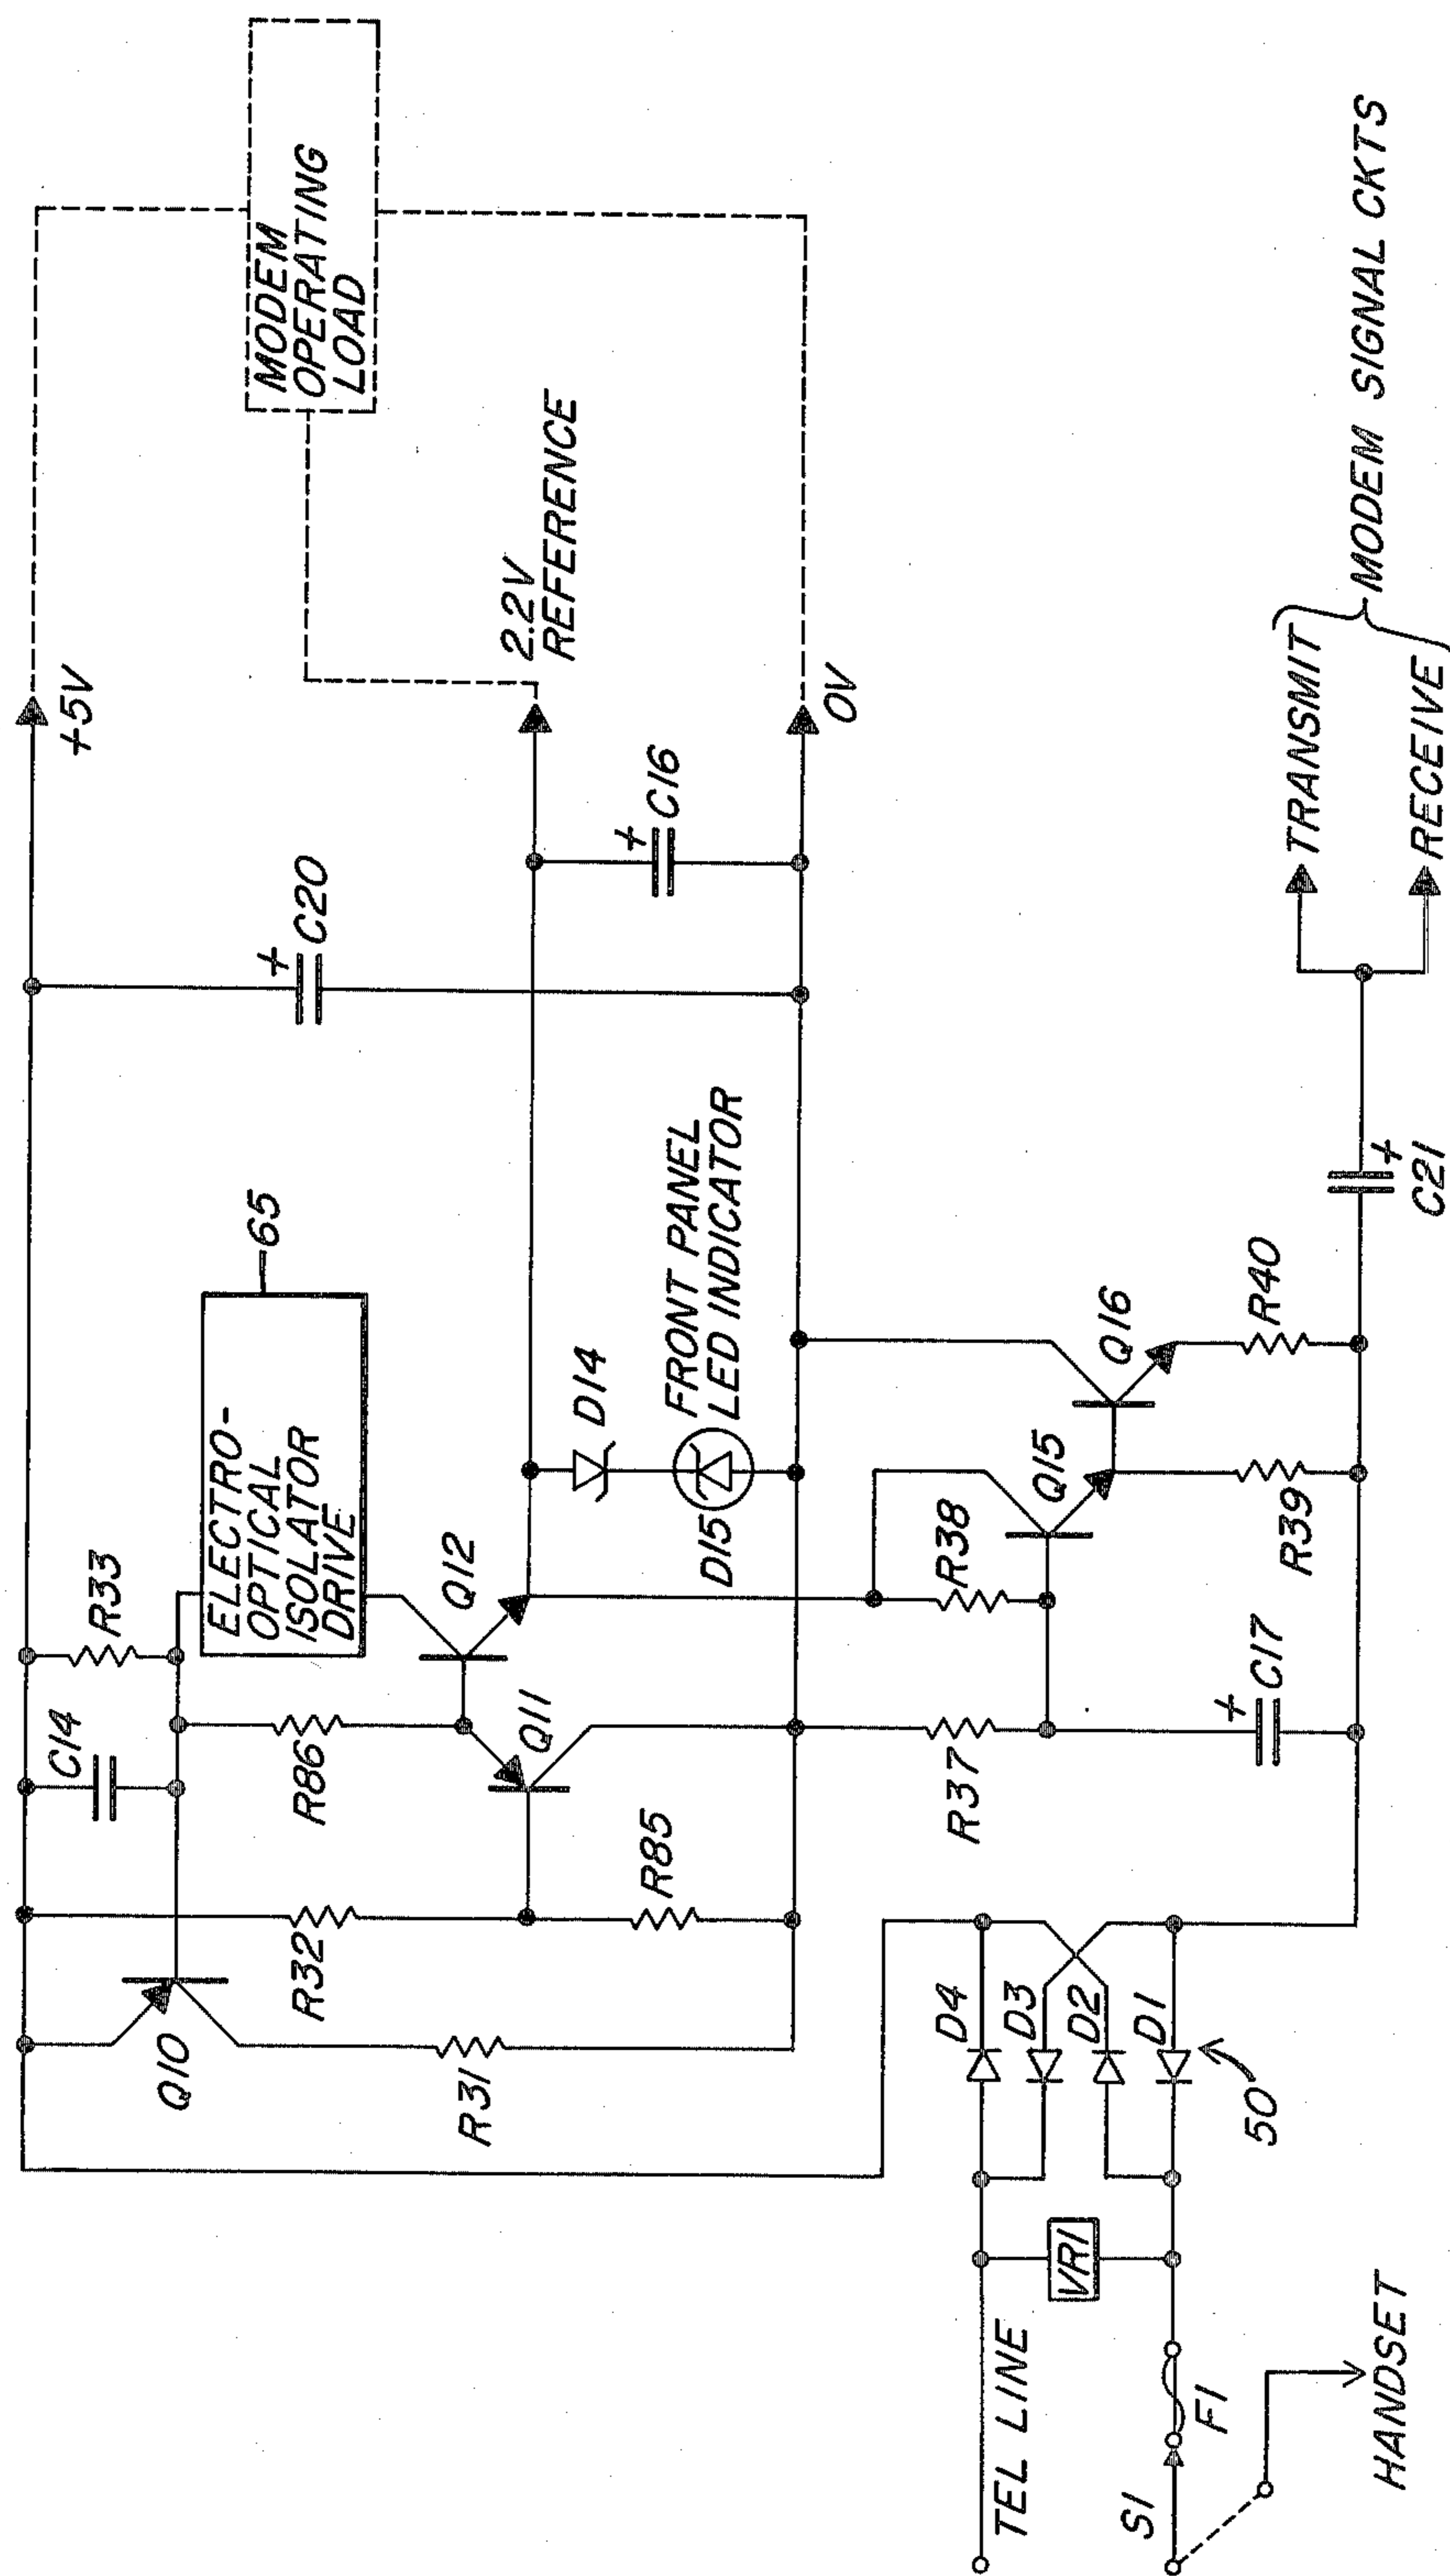 +5V
MODEM
OPERATING
LOAD
2.2V
REFERENCE
0V
C20
C16
+
+
65
ELECTRO-
OPTICAL
ISOLATOR
DRIVE
R33
C14
R86
Q12
Q11
R32
R85
Q10
R31
D14
FRONT PANEL
LED INDICATOR
D15
R38
Q15
Q16
R37
C17
+
R39
R40
C21
+
TRANSMIT
RECEIVE
MODEM SIGNAL CKTS
D4
D3
D2
D1
50
VR1
TEL LINE
S1
F1
HANDSET